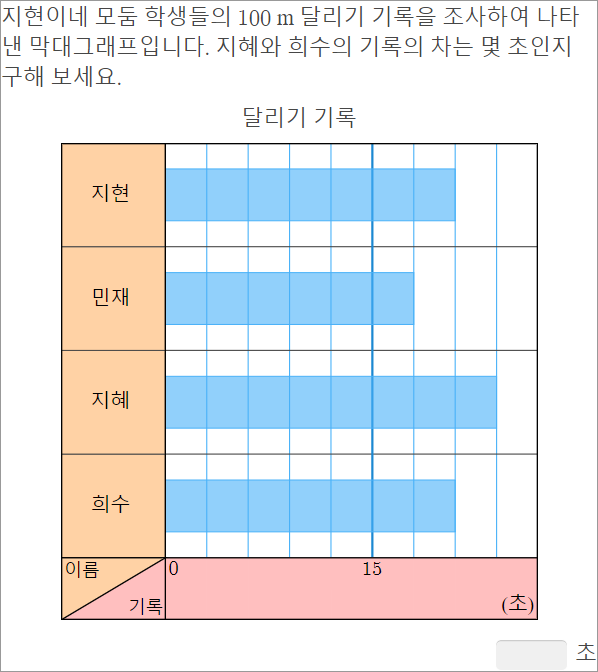 지현이네 모둠 학생들의 100 m 달리기 기록을 조사하여 나타
낸 막대그래프입니다. 지혜와 희수의 기록의 차는 몇 초인지
구해 보세요.
달리기 기록
지현
민재
지혜
희수
이름
기록
0
15
(초)
초